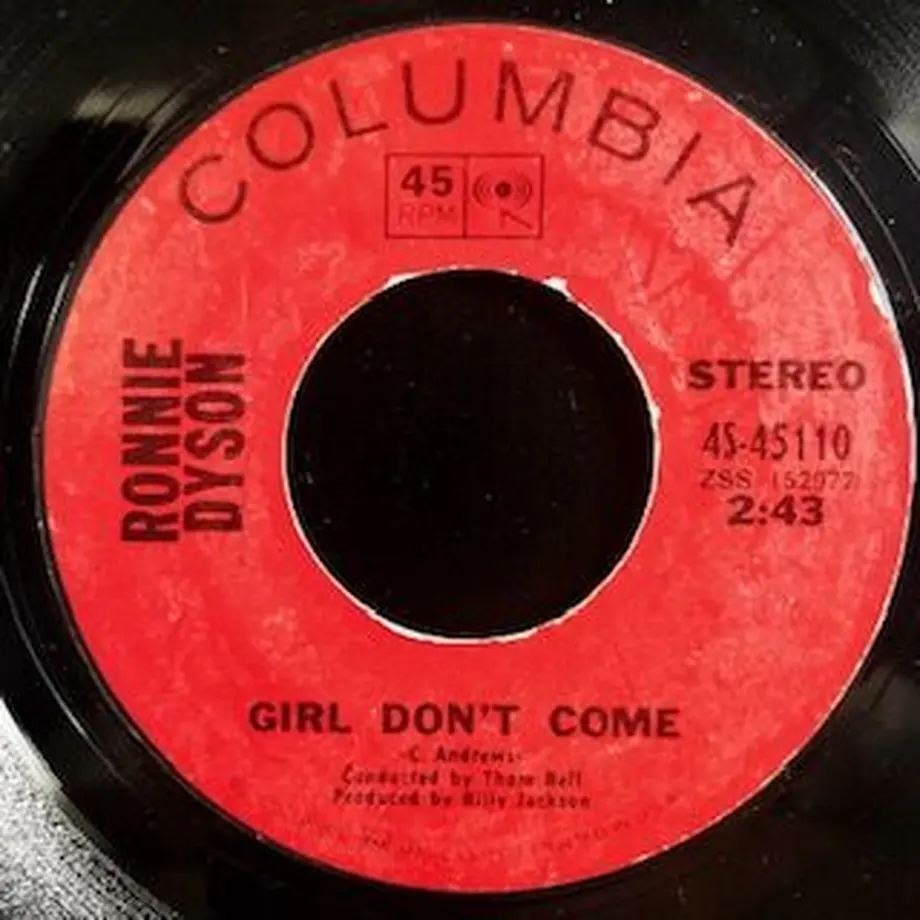 COLUMBIA
45
RPM
RONNIE
DYSON
STEREO
4S-45110
ZSS 152077
2:43
GIRL DON'T COME
-C. Andrews-
Conducted by Thom Bell
Produced by Billy Jackson